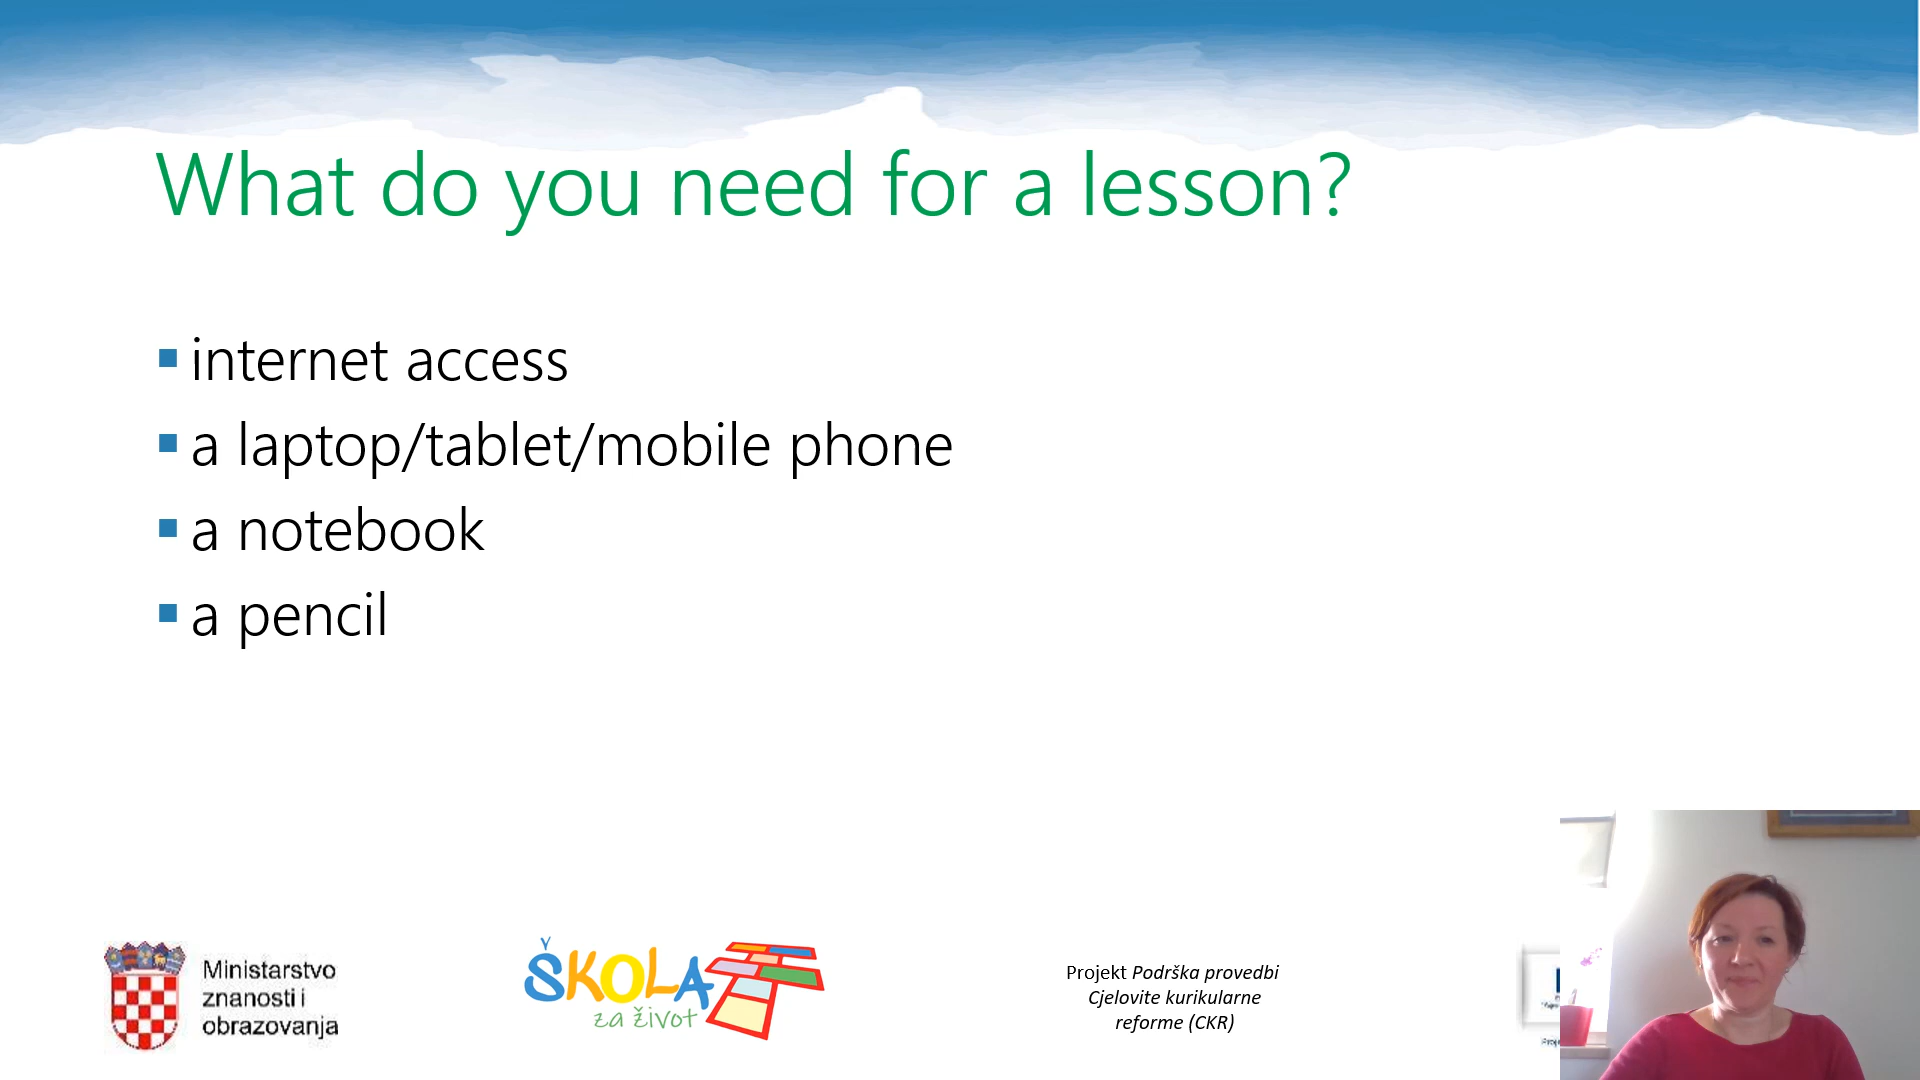 What do you need for a lesson?
internet access
a laptop/tablet/mobile phone
a notebook
a pencil
Ministarstvo
znanosti i
obrazovanja
ŠKOLA
za život
Projekt Podrška provedbi
Cjelovite kurikularne
reforme (CKR)